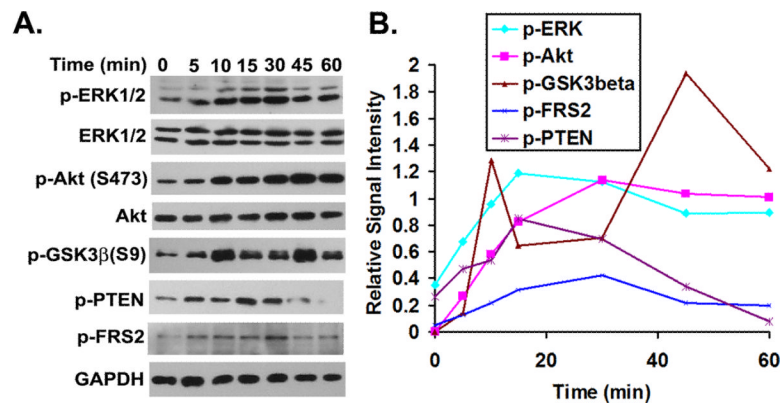 A.
Time (min) 0 5 10 15 30 45 60
p-ERK1/2
ERK1/2
p-Akt (S473)
Akt
p-GSK3β(S9)
p-PTEN
p-FRS2
GAPDH
B.
p-ERK
p-Akt
p-GSK3beta
p-FRS2
p-PTEN
Relative Signal Intensity
2
1.8
1.6
1.4
1.2
1
0.8
0.6
0.4
0.2
0
0 20 40 60
Time (min)